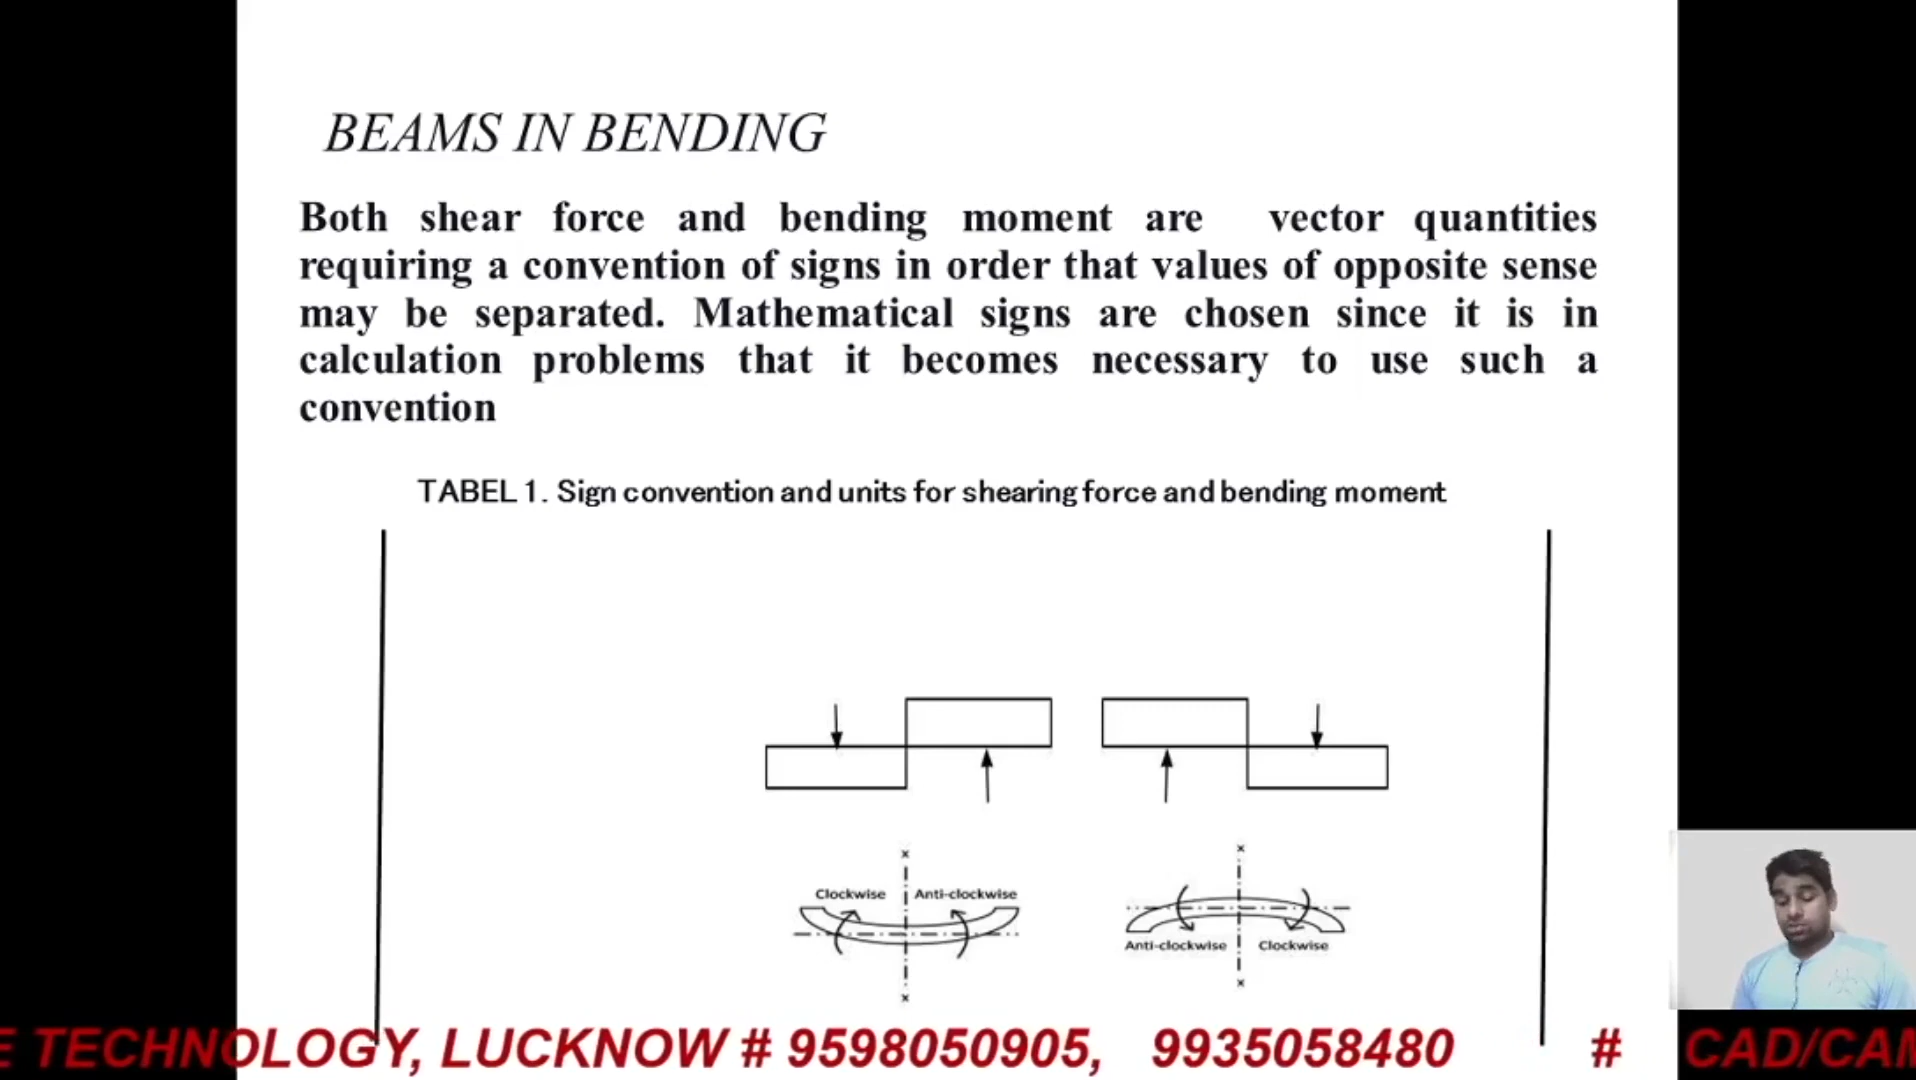 BEAMS IN BENDING
Both shear force and bending moment are vector quantities
requiring a convention of signs in order that values of opposite sense
may be separated. Mathematical signs are chosen since it is in
calculation problems that it becomes necessary to use such a
convention
TABEL 1. Sign convention and units for shearing force and bending moment
x x
Clockwise Anti-clockwise
Anti-clockwise Clockwise
x x
E TECHNOLOGY, LUCKNOW # 9598050905, 9935058480 # CAD/CAM